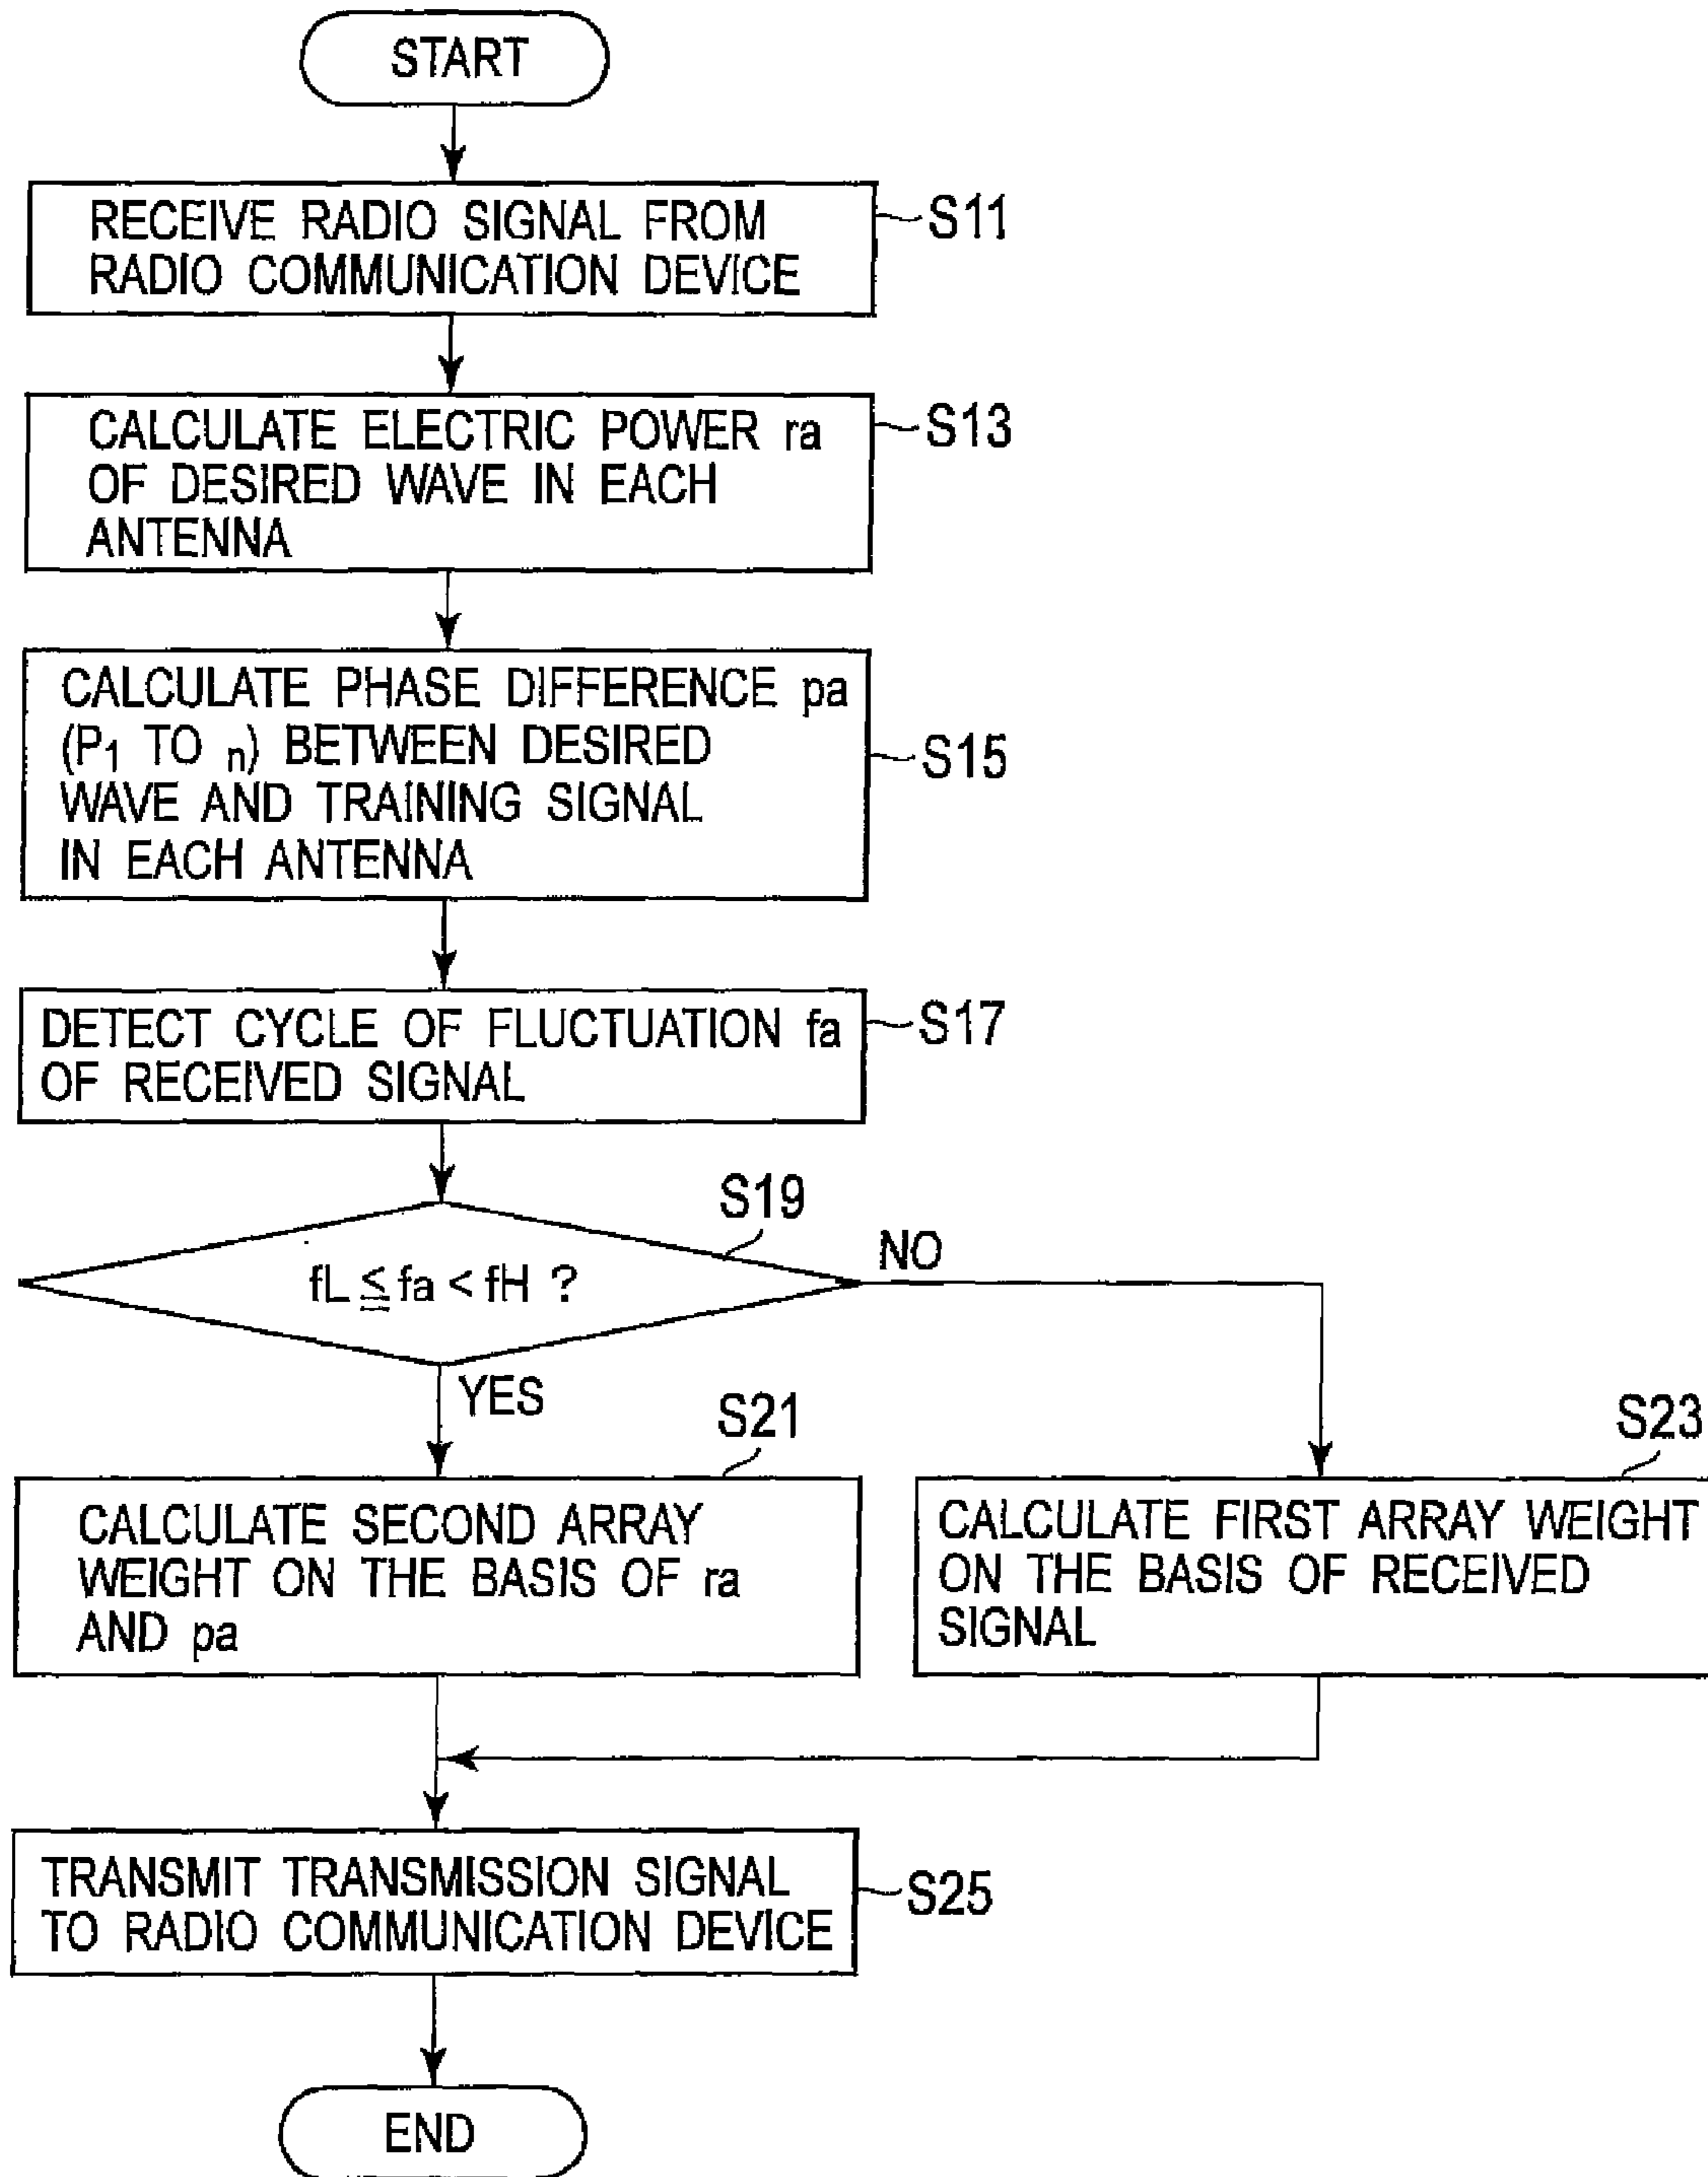 START
RECEIVE RADIO SIGNAL FROM
RADIO COMMUNICATION DEVICE
S11
CALCULATE ELECTRIC POWER ra
OF DESIRED WAVE IN EACH
ANTENNA
S13
CALCULATE PHASE DIFFERENCE pa
(P1 TO n) BETWEEN DESIRED
WAVE AND TRAINING SIGNAL
IN EACH ANTENNA
S15
DETECT CYCLE OF FLUCTUATION fa
OF RECEIVED SIGNAL
S17
S19
fL ≦ fa < fH ?
NO
YES
S21
CALCULATE SECOND ARRAY
WEIGHT ON THE BASIS OF ra
AND pa
S23
CALCULATE FIRST ARRAY WEIGHT
ON THE BASIS OF RECEIVED
SIGNAL
TRANSMIT TRANSMISSION SIGNAL
TO RADIO COMMUNICATION DEVICE
S25
END